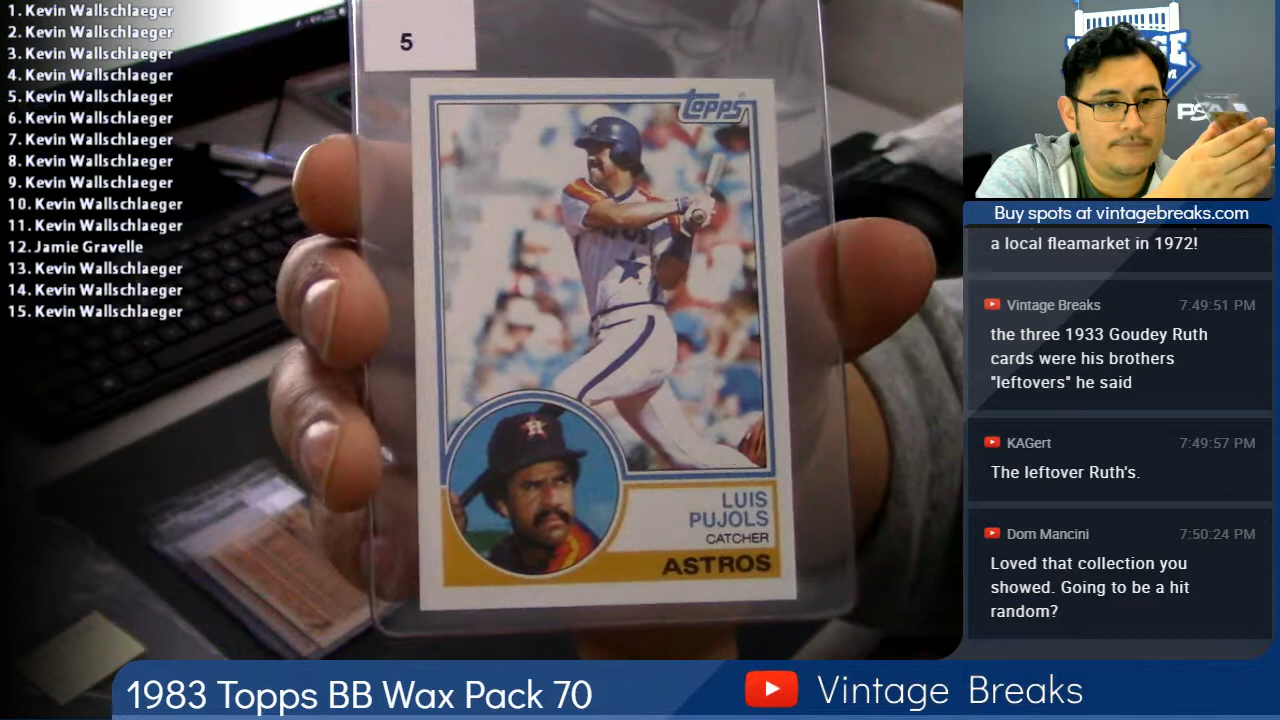 1. Kevin Wallschlaeger
2. Kevin Wallschlaeger
3. Kevin Wallschlaeger
4. Kevin Wallschlaeger
5. Kevin Wallschlaeger
6. Kevin Wallschlaeger
7. Kevin Wallschlaeger
8. Kevin Wallschlaeger
9. Kevin Wallschlaeger
10. Kevin Wallschlaeger
11. Kevin Wallschlaeger
12. Jamie Gravelle
13. Kevin Wallschlaeger
14. Kevin Wallschlaeger
15. Kevin Wallschlaeger
5
TOPPS
LUIS
PUJOLS
CATCHER
ASTROS
Buy spots at vintagebreaks.com
a local fleamarket in 1972!
Vintage Breaks 7:49:51 PM
the three 1933 Goudey Ruth
cards were his brothers
"leftovers" he said
KAGert 7:49:57 PM
The leftover Ruth's.
Dom Mancini 7:50:24 PM
Loved that collection you
showed. Going to be a hit
random?
1983 Topps BB Wax Pack 70
Vintage Breaks